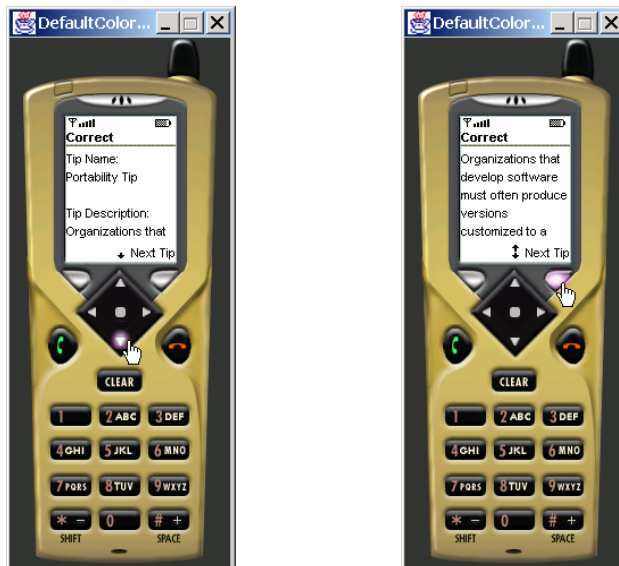 DefaultColor...
Correct
Tip Name:
Portability Tip
Tip Description:
Organizations that
Next Tip
CLEAR
1 2 ABC 3 DEF
4 GHI 5 JKL 6 MNO
7 PQRS 8 TUV 9 WXYZ
* - 0 # +
SHIFT SPACE
DefaultColor...
Correct
Organizations that
develop software
must often produce
versions
customized to a
Next Tip
CLEAR
1 2 ABC 3 DEF
4 GHI 5 JKL 6 MNO
7 PQRS 8 TUV 9 WXYZ
* - 0 # +
SHIFT SPACE